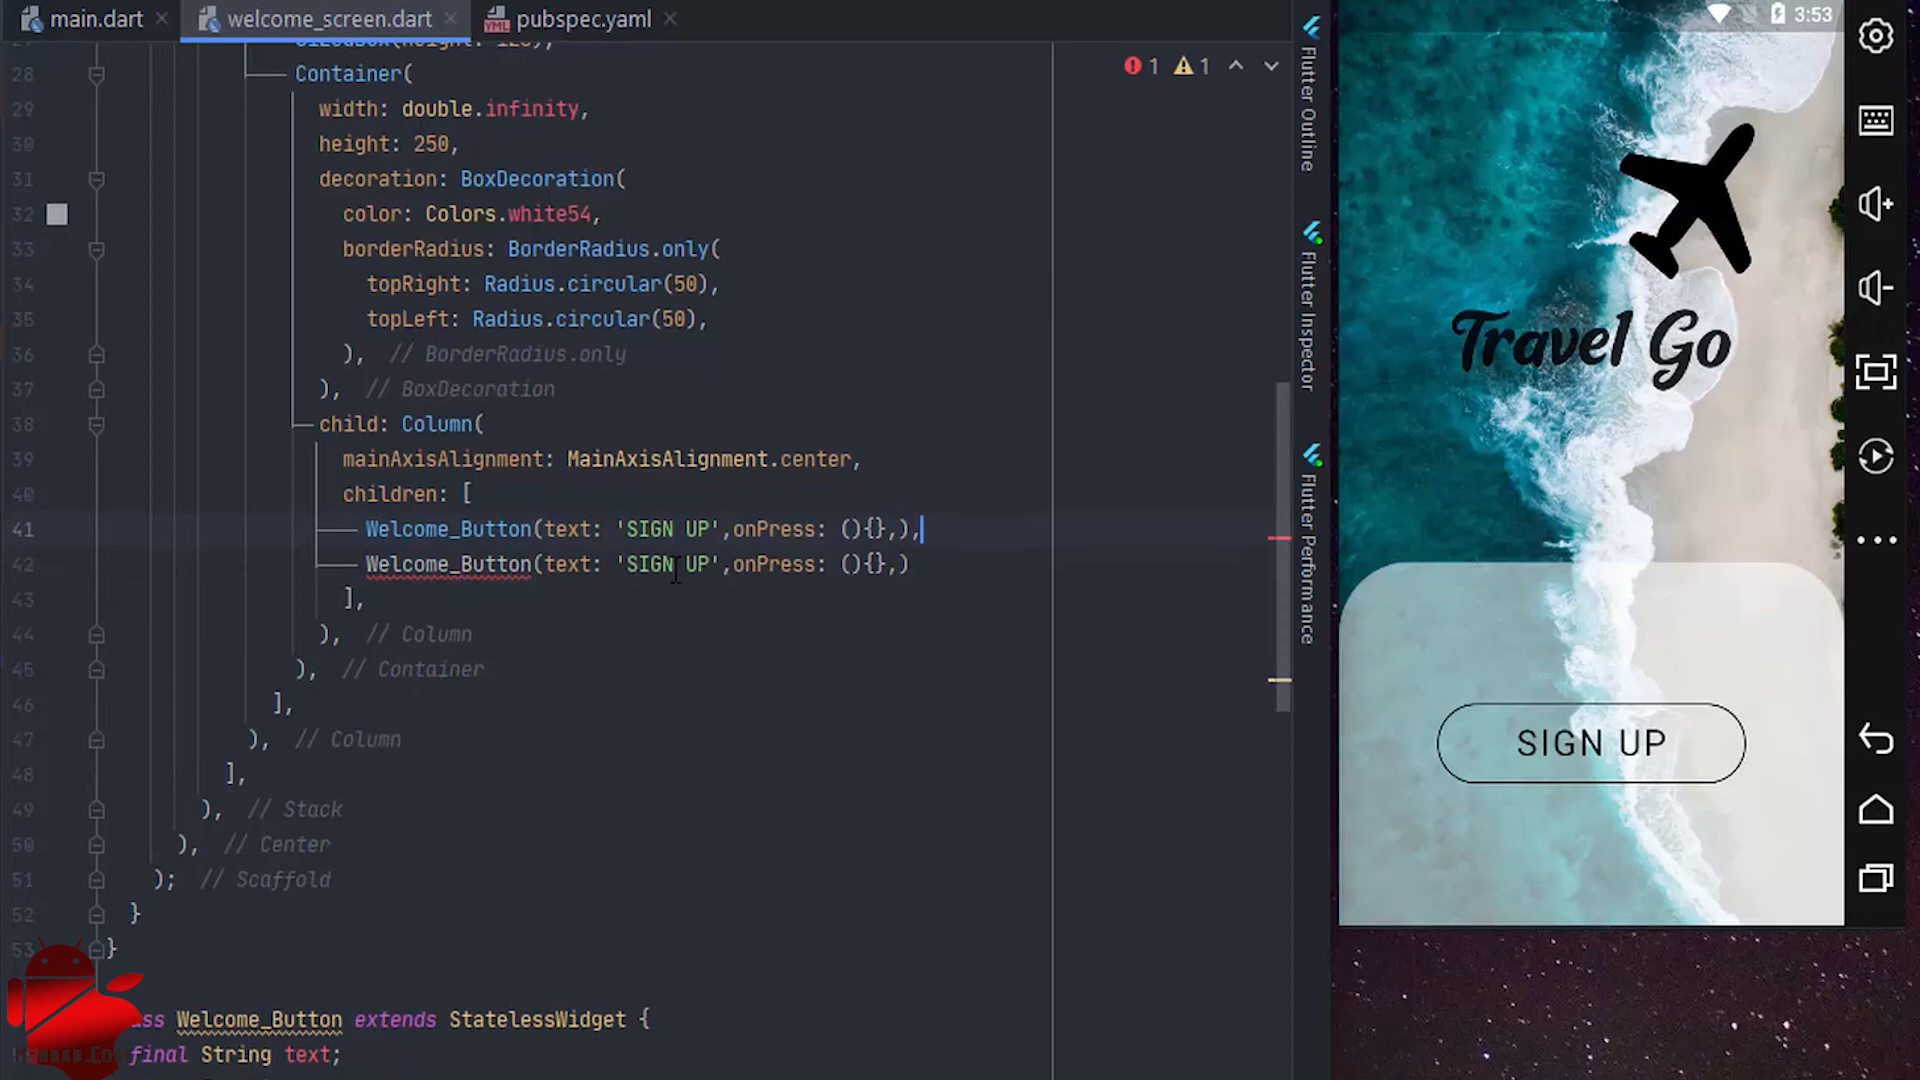 main.dart
welcome_screen.dart
pubspec.yaml
28 Container(
29 width: double.infinity,
30 height: 250,
31 decoration: BoxDecoration(
32 color: Colors.white54,
33 borderRadius: BorderRadius.only(
34 topRight: Radius.circular(50),
35 topLeft: Radius.circular(50),
36 ), // BorderRadius.only
37 ), // BoxDecoration
38 child: Column(
39 mainAxisAlignment: MainAxisAlignment.center,
40 children: [
41 Welcome_Button(text: 'SIGN UP',onPress: (){},),
42 Welcome_Button(text: 'SIGN UP',onPress: (){},)
43 ],
44 ), // Column
45 ), // Container
46 ],
47 ), // Column
48 ],
49 ), // Stack
50 ), // Center
51 ); // Scaffold
52 }
53 }
Welcome_Button extends StatelessWidget {
final String text;
1 1
Flutter Outline
Flutter Inspector
Flutter Performance
3:53
Travel Go
SIGN UP